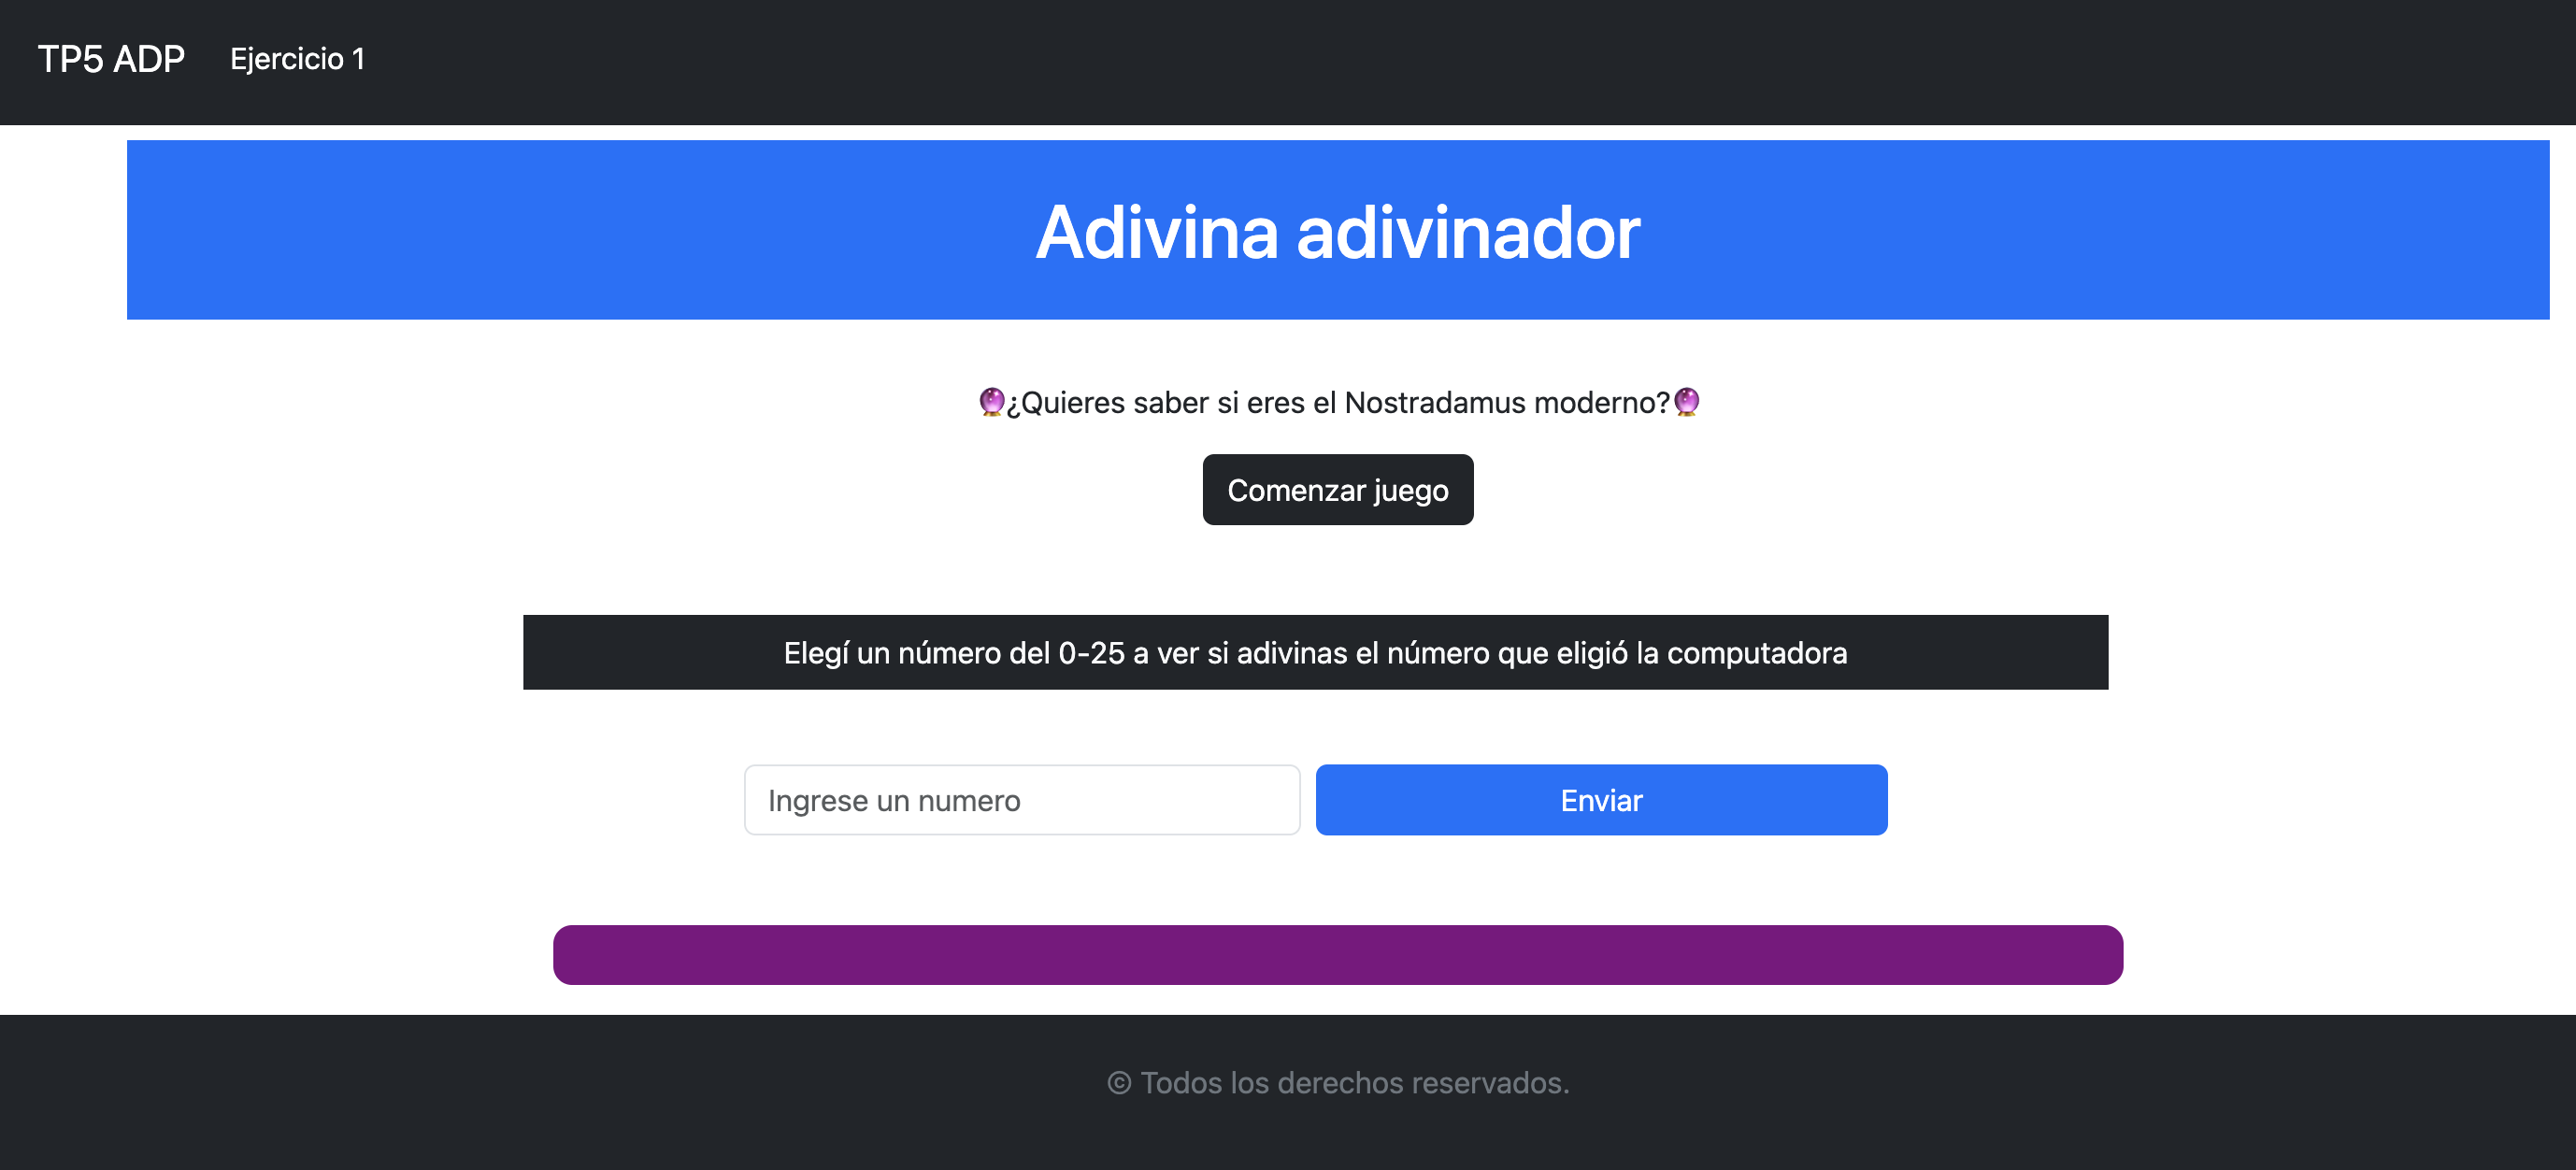 TP5 ADP Ejercicio 1
Adivina adivinador
🔮¿Quieres saber si eres el Nostradamus moderno?🔮
Comenzar juego
Elegí un número del 0-25 a ver si adivinas el número que eligió la computadora
Ingrese un numero Enviar
© Todos los derechos reservados.